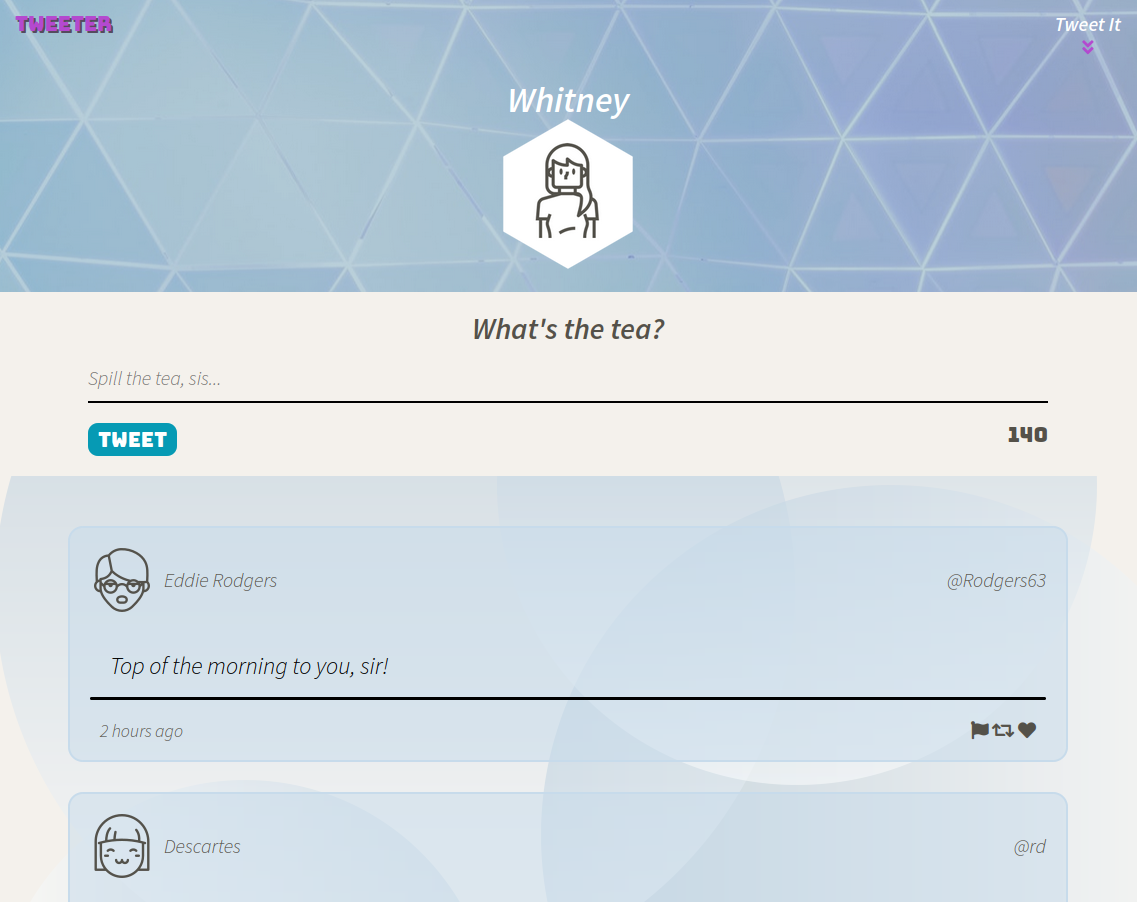 TWEETER
Tweet It
Whitney
What's the tea?
Spill the tea, sis...
TWEET
140
Eddie Rodgers
@Rodgers63
Top of the morning to you, sir!
2 hours ago
Descartes
@rd